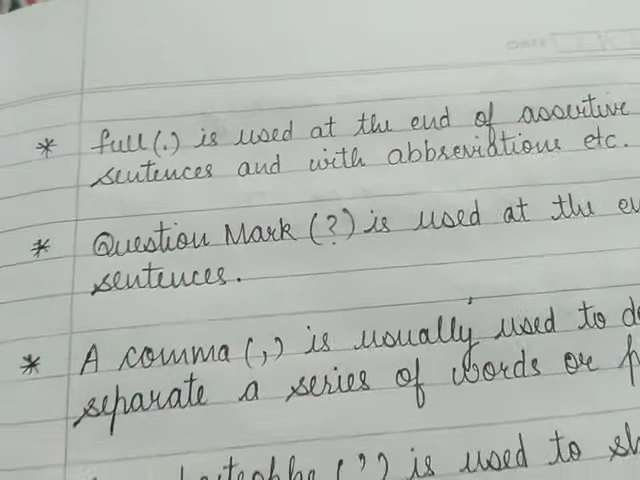 DATE
* full(.) is used at the end of assertive
sentences and with abbreviations etc.
* Question Mark (?) is used at the
sentences.
* A comma (,) is usually used to
separate a series of words or
(') is used to